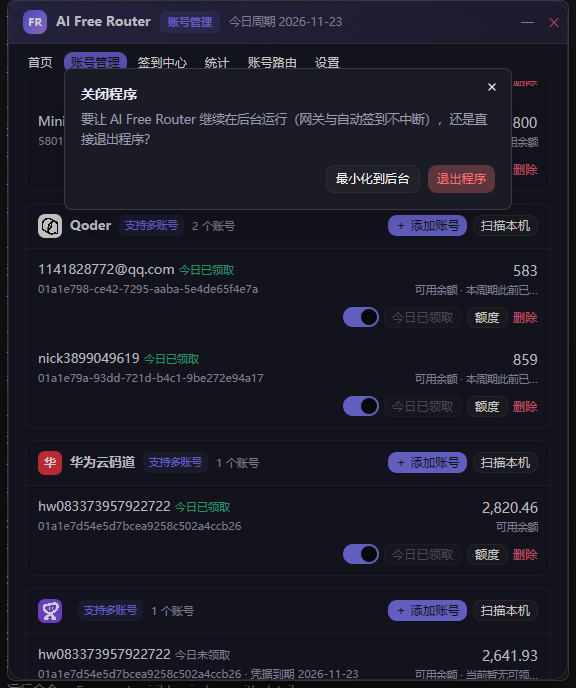 FR AI Free Router 账号管理 今日周期 2026-11-23
首页 账号管理 签到中心 统计 账号路由 设置
删除
关闭程序
Mini
800
要让 AI Free Router 继续在后台运行（网关与自动签到不中断），还是直
5801
用余额
接退出程序？
删除
最小化到后台 退出程序
Qoder 支持多账号 2 个账号 + 添加账号 扫描本机
1141828772@qq.com 今日已领取 583
01a1e798-ce42-7295-aaba-5e4de65f4e7a 可用余额 · 本周期此前已...
今日已领取 额度 删除
nick3899049619 今日已领取 859
01a1e79a-93dd-721d-b4c1-9be272e94a17 可用余额 · 本周期此前已...
今日已领取 额度 删除
华 华为云码道 支持多账号 1 个账号 + 添加账号 扫描本机
hw083373957922722 今日已领取 2,820.46
01a1e7d54e5d7bcea9258c502a4ccb26 可用余额
今日已领取 额度 删除
支持多账号 1 个账号 + 添加账号 扫描本机
hw083373957922722 今日未领取 2,641.93
01a1e7d54e5d7bcea9258c502a4ccb26 · 凭据到期 2026-11-23 可用余额 · 当前暂无可领...